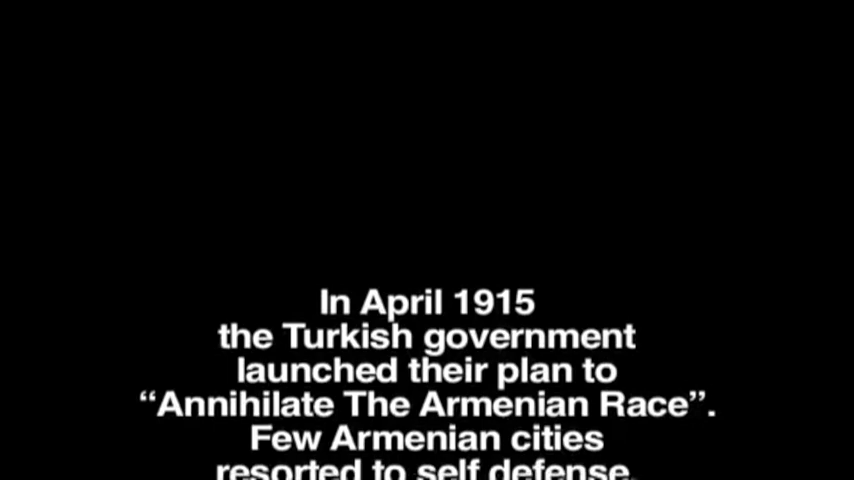 In April 1915
the Turkish government
launched their plan to
“Annihilate The Armenian Race”.
Few Armenian cities
resorted to self defense.